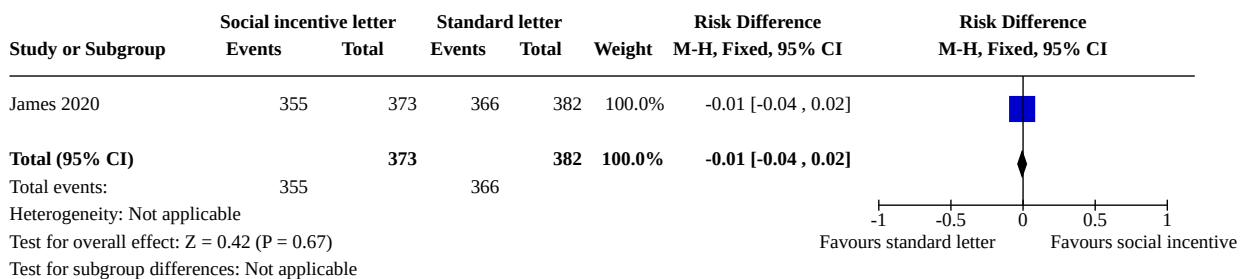 Social incentive letter Standard letter Risk Difference Risk Difference
Study or Subgroup Events Total Events Total Weight M-H, Fixed, 95% CI M-H, Fixed, 95% CI
James 2020 355 373 366 382 100.0% -0.01 [-0.04 , 0.02]
Total (95% CI) 373 382 100.0% -0.01 [-0.04 , 0.02]
Total events: 355 366
Heterogeneity: Not applicable
-1 -0.5 0 0.5 1
Test for overall effect: Z = 0.42 (P = 0.67) Favours standard letter Favours social incentive
Test for subgroup differences: Not applicable